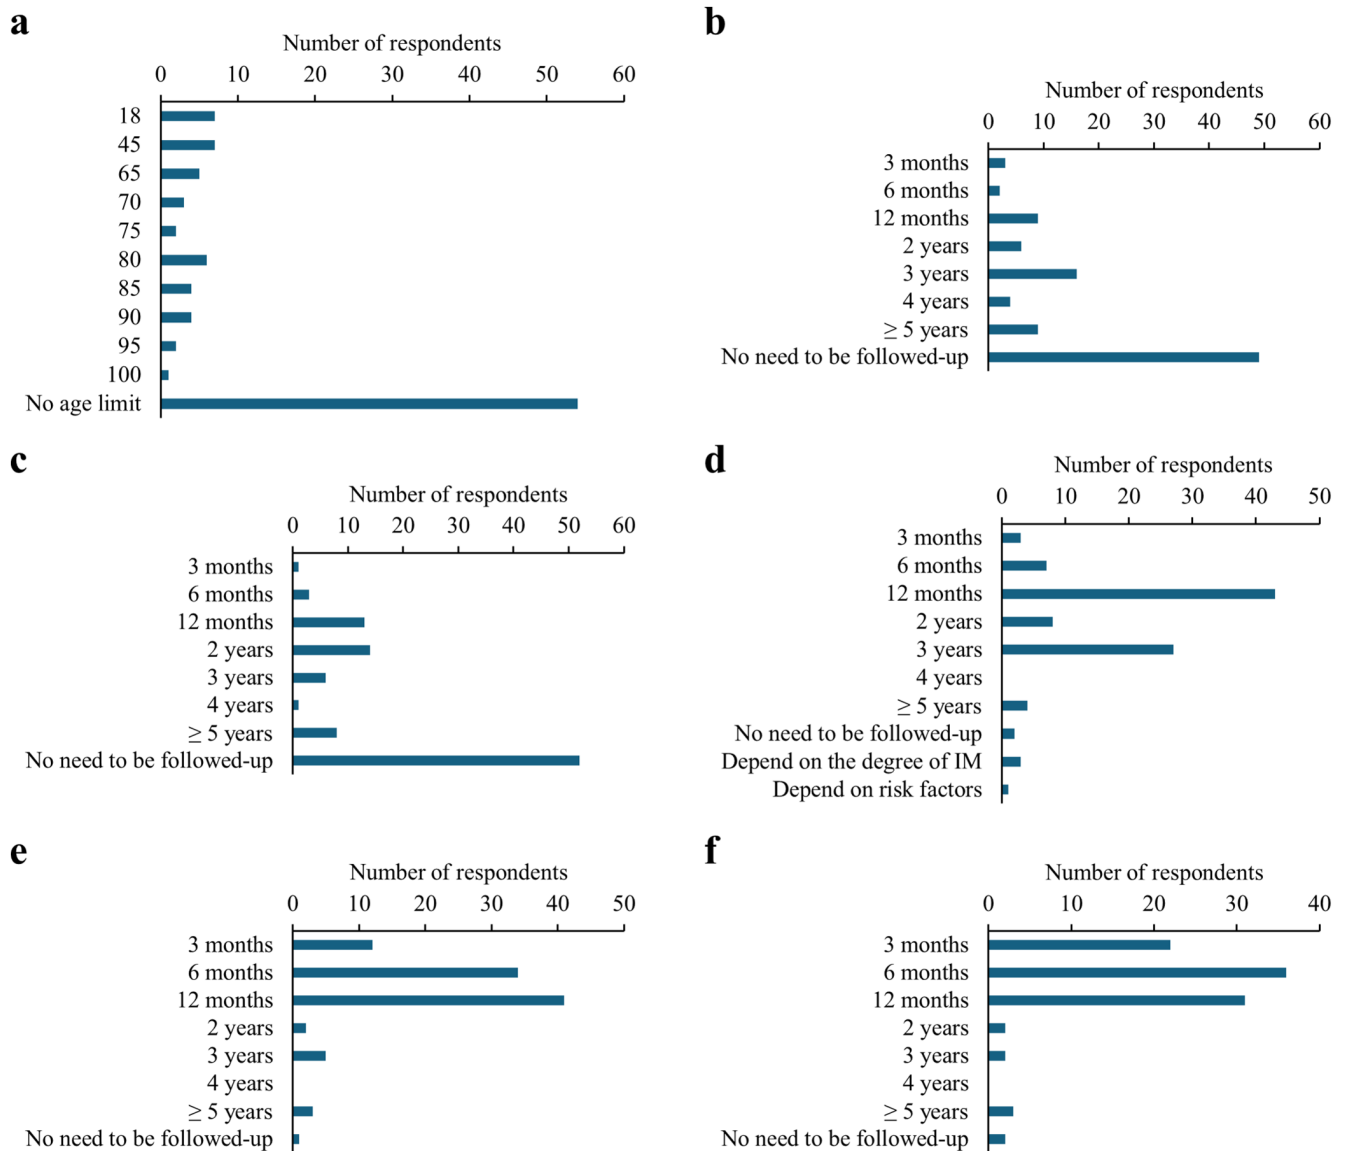 a
Number of respondents
0 10 20 30 40 50 60
18
45
65
70
75
80
85
90
95
100
No age limit
b
Number of respondents
0 10 20 30 40 50 60
3 months
6 months
12 months
2 years
3 years
4 years
≥ 5 years
No need to be followed-up
c
Number of respondents
0 10 20 30 40 50 60
3 months
6 months
12 months
2 years
3 years
4 years
≥ 5 years
No need to be followed-up
d
Number of respondents
0 10 20 30 40 50
3 months
6 months
12 months
2 years
3 years
4 years
≥ 5 years
No need to be followed-up
Depend on the degree of IM
Depend on risk factors
e
Number of respondents
0 10 20 30 40 50
3 months
6 months
12 months
2 years
3 years
4 years
≥ 5 years
No need to be followed-up
f
Number of respondents
0 10 20 30 40
3 months
6 months
12 months
2 years
3 years
4 years
≥ 5 years
No need to be followed-up